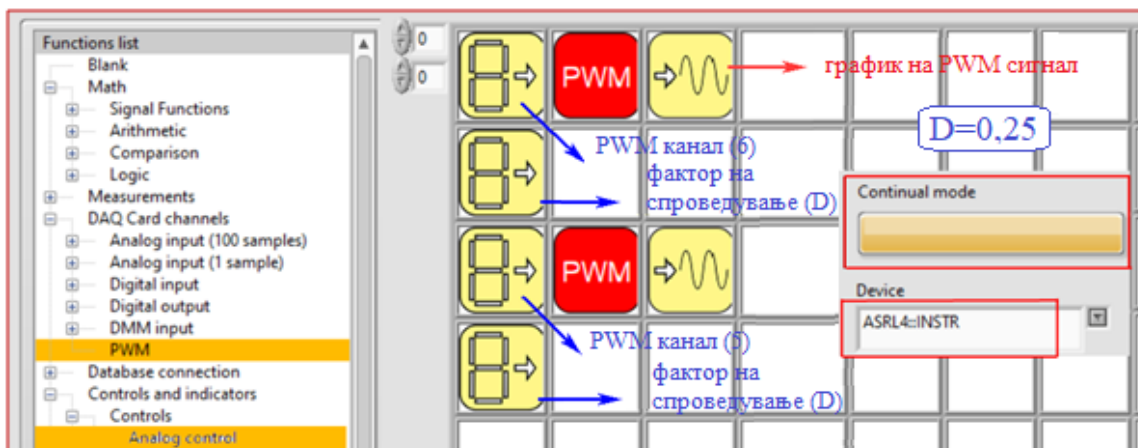 Functions list
Blank
Math
Signal Functions
Arithmetic
Comparison
Logic
Measurements
DAQ Card channels
Analog input (100 samples)
Analog input (1 sample)
Digital input
Digital output
DMM input
PWM
Database connection
Controls and indicators
Controls
Analog control
0
0
PWM
график на PWM сигнал
PWM канал (6)
фактор на
спроведување (D)
D=0,25
PWM
PWM канал (5)
фактор на
спроведување (D)
Continual mode
Device
ASRL4::INSTR